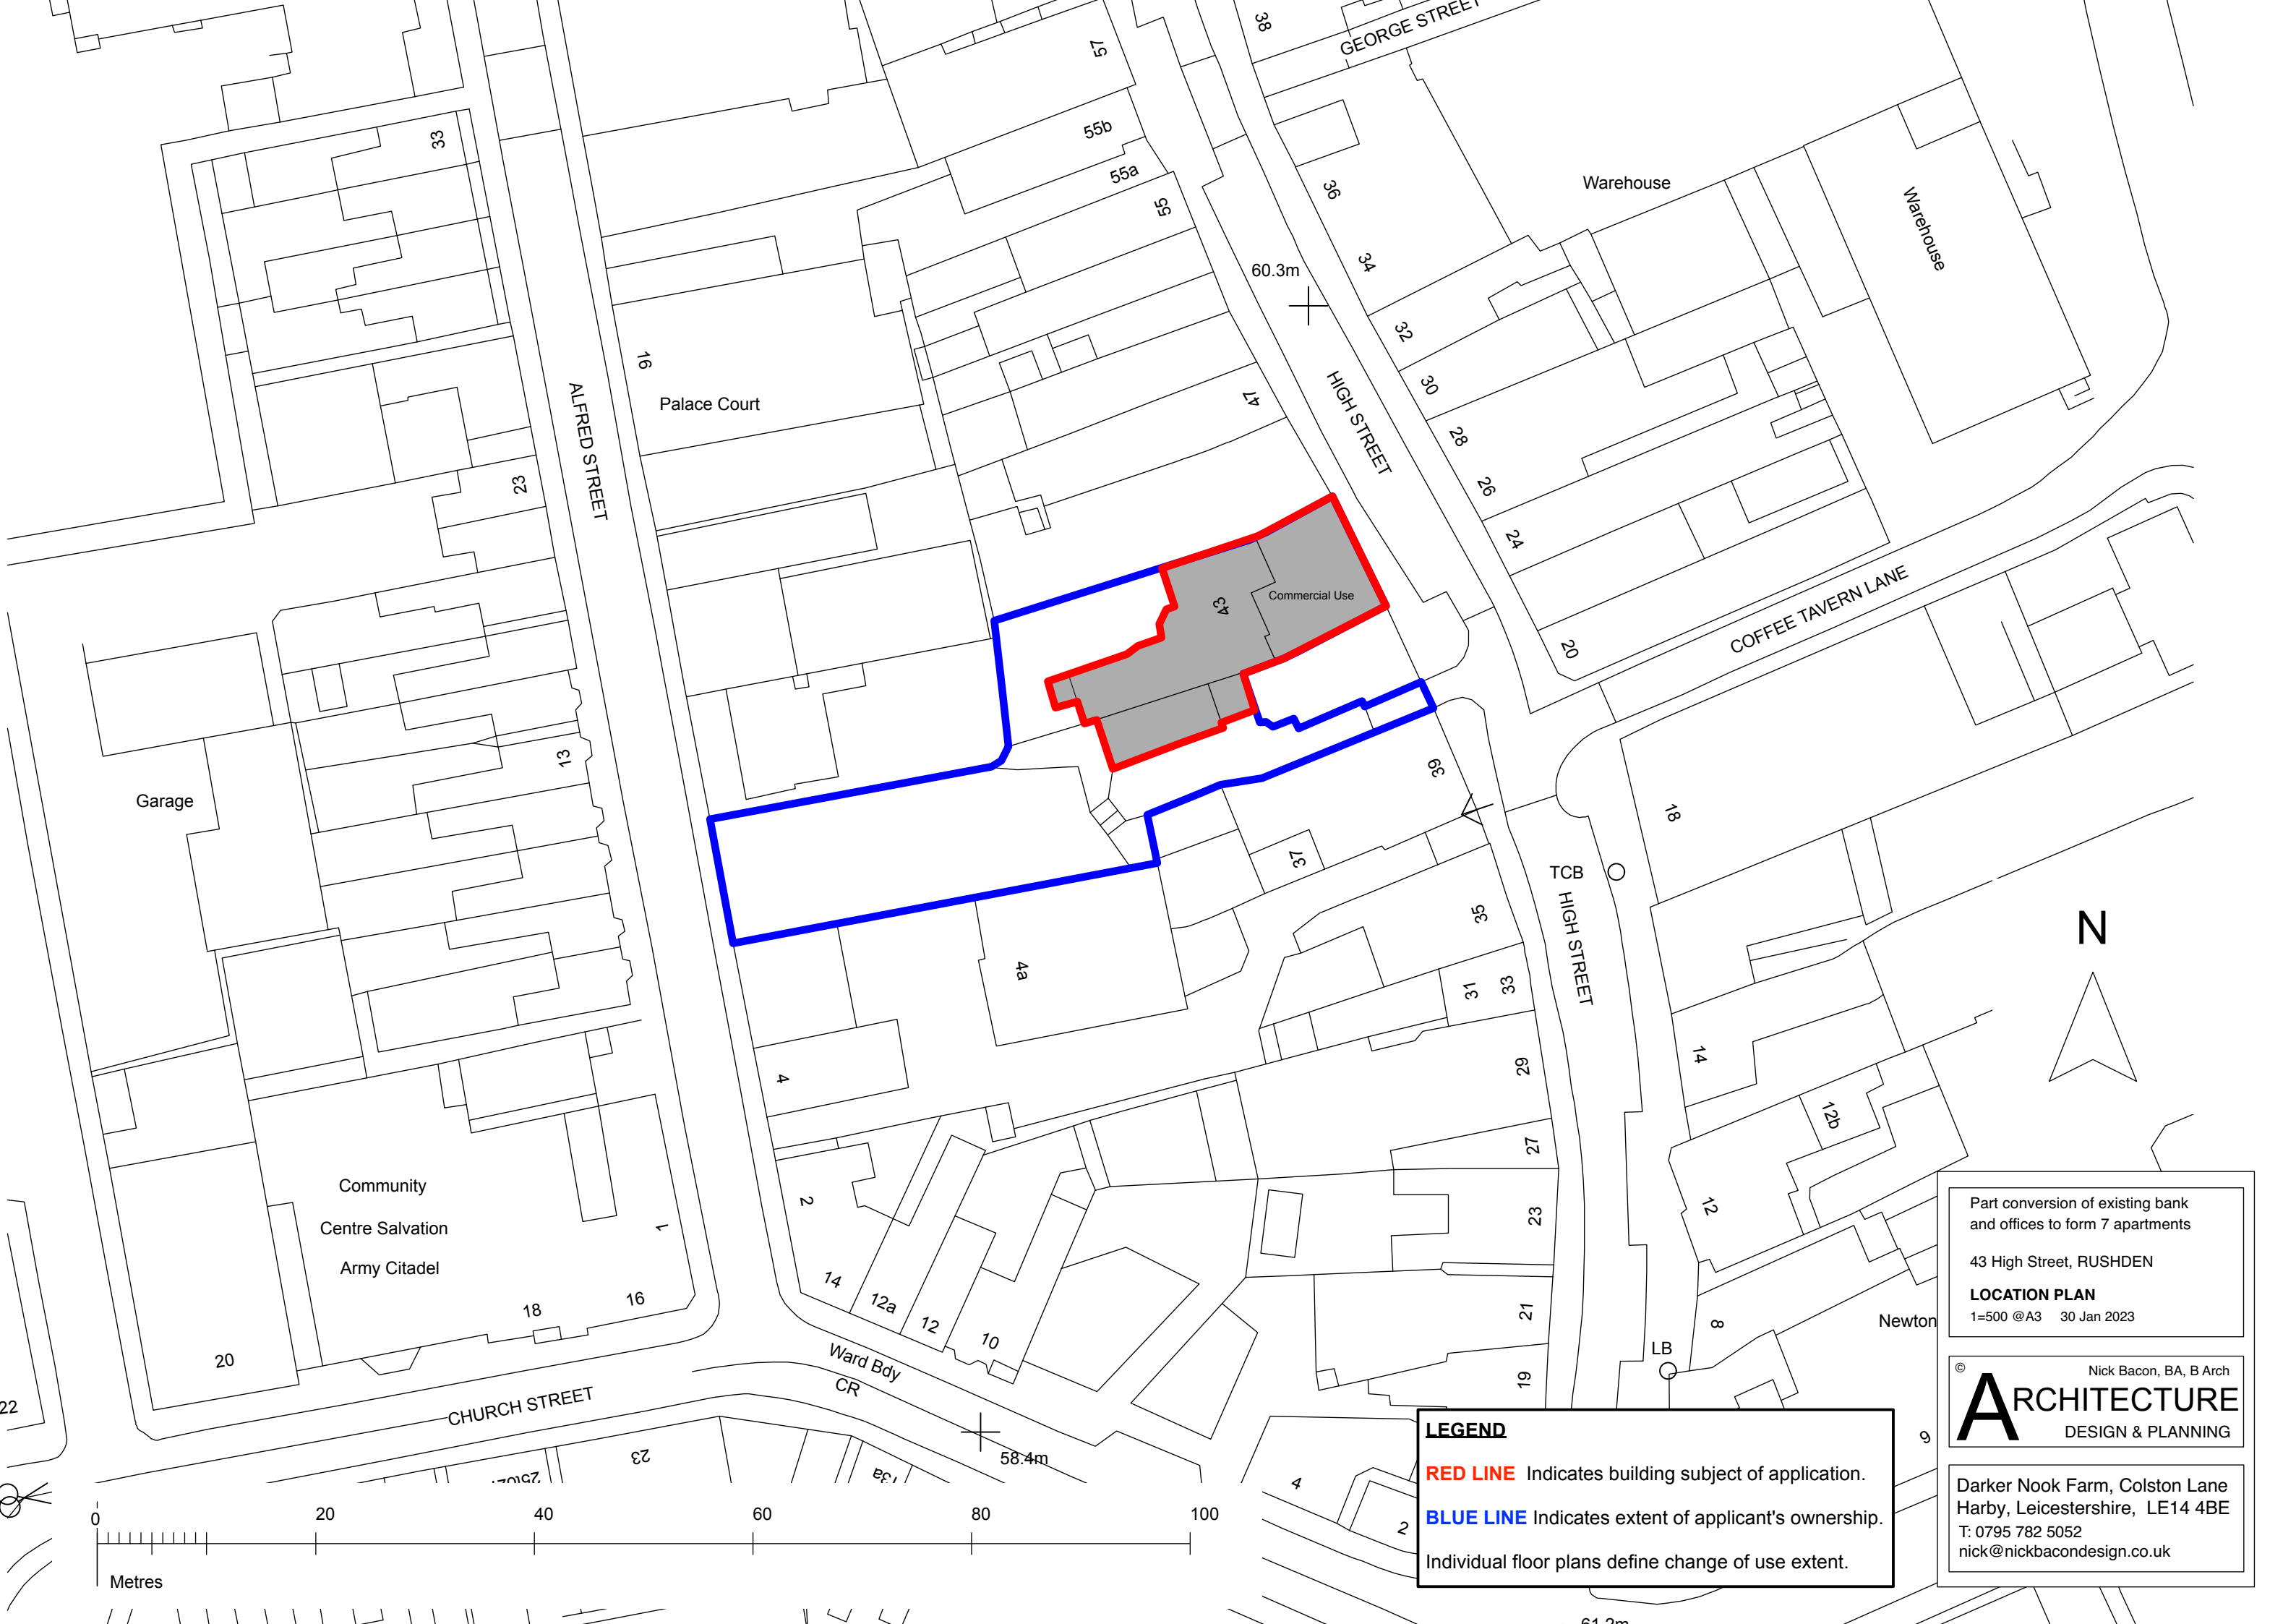 38
GEORGE STREET
57
33
55b
55a
55
36
Warehouse
Warehouse
34
60.3m
32
30
16
Palace Court
ALFRED STREET
47
HIGH STREET
28
26
24
23
43
Commercial Use
COFFEE TAVERN LANE
20
13
39
Garage
37
18
TCB
HIGH STREET
35
N
4a
31
33
14
29
4
12b
27
Community
Centre Salvation
Army Citadel
1
2
23
12
14
12a
12
10
21
18
16
20
8
Newton
LB
19
Ward Bdy
CR
22
CHURCH STREET
58.4m
23
13a
9
4
2
61.2m
0
20
40
60
80
100
Metres
LEGEND
RED LINE Indicates building subject of application.
BLUE LINE Indicates extent of applicant's ownership.
Individual floor plans define change of use extent.
Part conversion of existing bank
and offices to form 7 apartments
43 High Street, RUSHDEN
LOCATION PLAN
1=500 @A3 30 Jan 2023
© Nick Bacon, BA, B Arch
ARCHITECTURE
DESIGN & PLANNING
Darker Nook Farm, Colston Lane
Harby, Leicestershire, LE14 4BE
T: 0795 782 5052
nick@nickbacondesign.co.uk